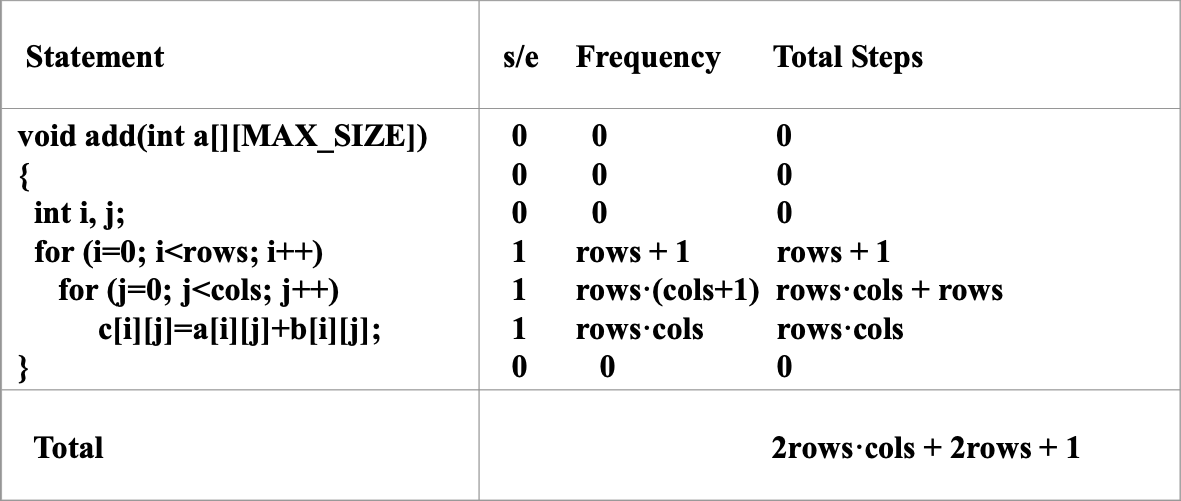 Statement s/e Frequency Total Steps
void add(int a[][MAX_SIZE]) 0 0 0
{ 0 0 0
int i, j; 0 0 0
for (i=0; i<rows; i++) 1 rows + 1 rows + 1
for (j=0; j<cols; j++) 1 rows·(cols+1) rows·cols + rows
c[i][j]=a[i][j]+b[i][j]; 1 rows·cols rows·cols
} 0 0 0
Total 2rows·cols + 2rows + 1